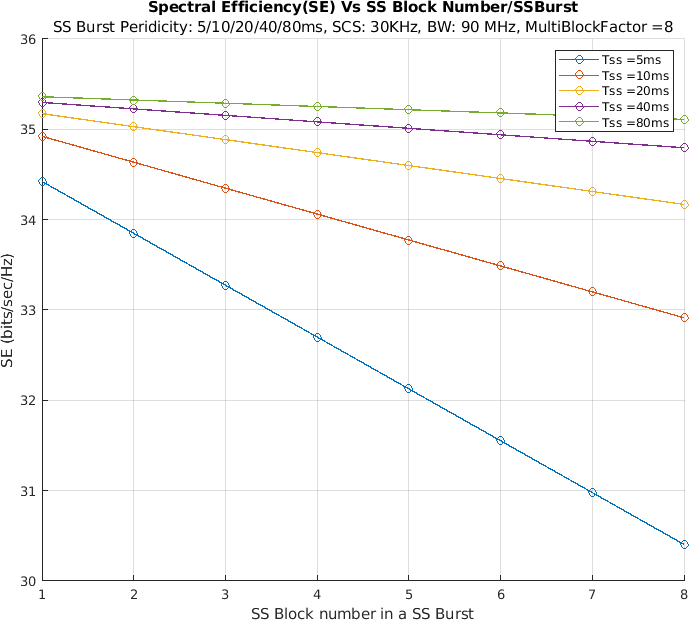 Spectral Efficiency(SE) Vs SS Block Number/SSBurst
SS Burst Peridicity: 5/10/20/40/80ms, SCS: 30KHz, BW: 90 MHz, MultiBlockFactor =8
36
35
34
33
32
31
30
SE (bits/sec/Hz)
Tss =5ms
Tss =10ms
Tss =20ms
Tss =40ms
Tss =80ms
1 2 3 4 5 6 7 8
SS Block number in a SS Burst